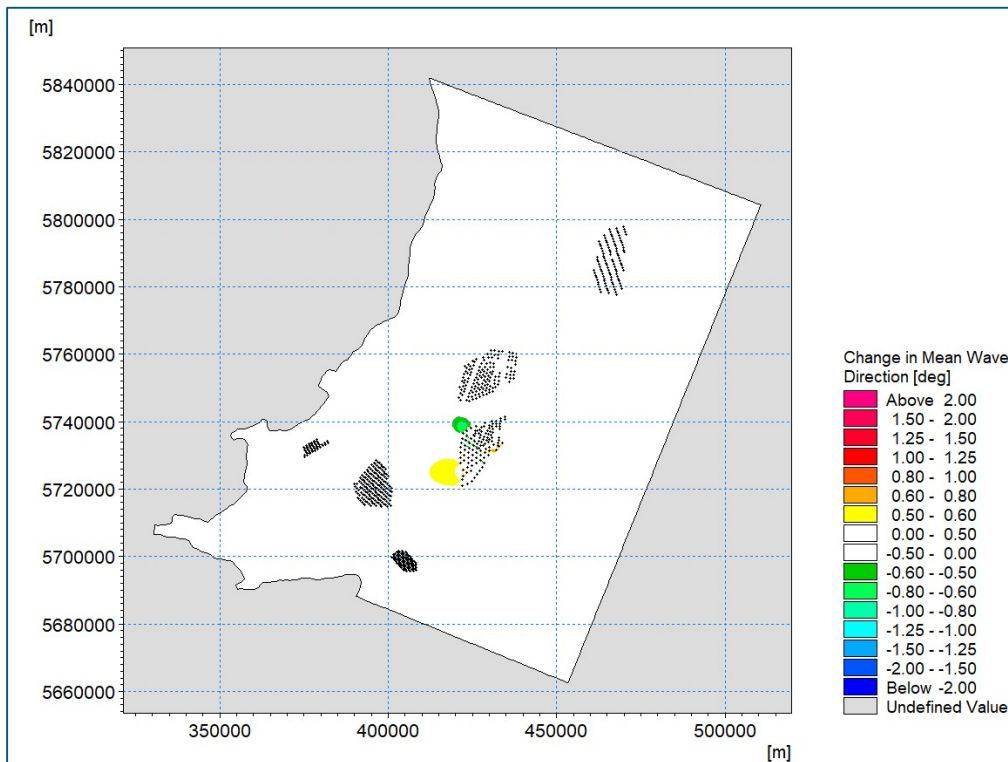 [m]
5840000
5820000
5800000
5780000
5760000
5740000
5720000
5700000
5680000
5660000
350000
400000
450000
500000
[m]
Change in Mean Wave
Direction [deg]
Above 2.00
1.50 - 2.00
1.25 - 1.50
1.00 - 1.25
0.80 - 1.00
0.60 - 0.80
0.50 - 0.60
0.00 - 0.50
-0.50 - 0.00
-0.60 - -0.50
-0.80 - -0.60
-1.00 - -0.80
-1.25 - -1.00
-1.50 - -1.25
-2.00 - -1.50
Below -2.00
Undefined Value